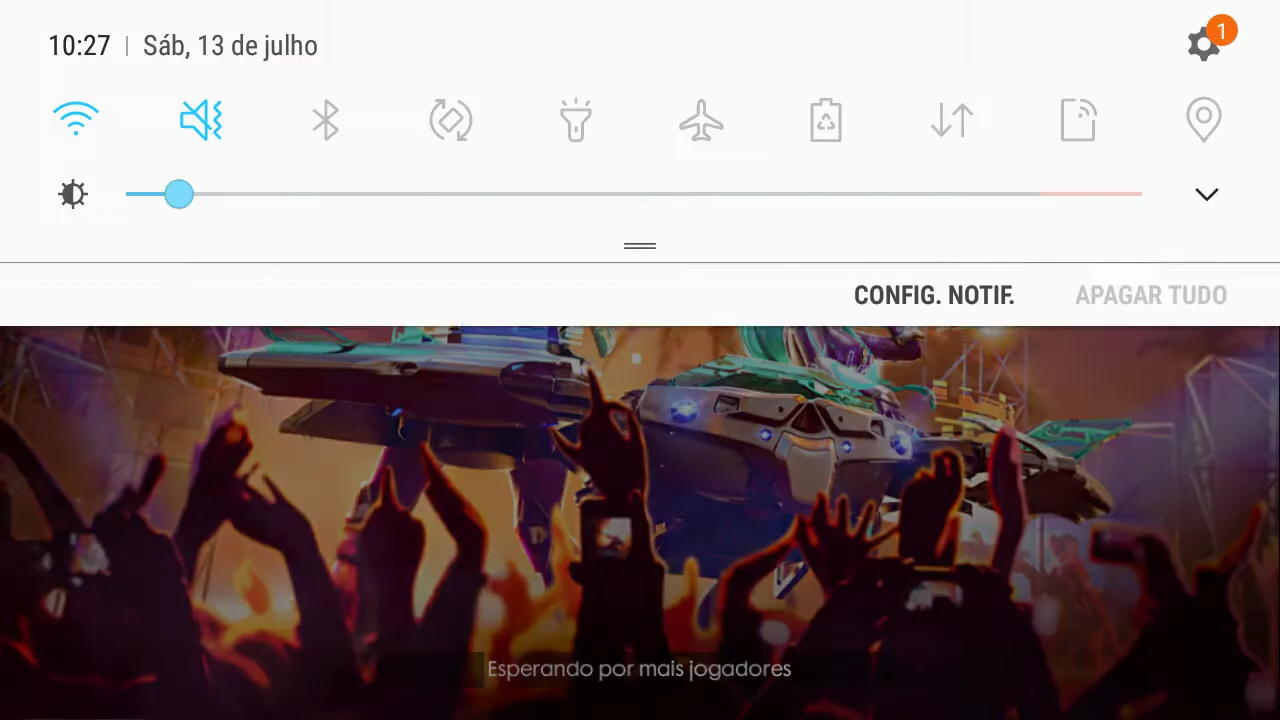 10:27 | Sáb, 13 de julho
1
CONFIG. NOTIF. APAGAR TUDO
Esperando por mais jogadores